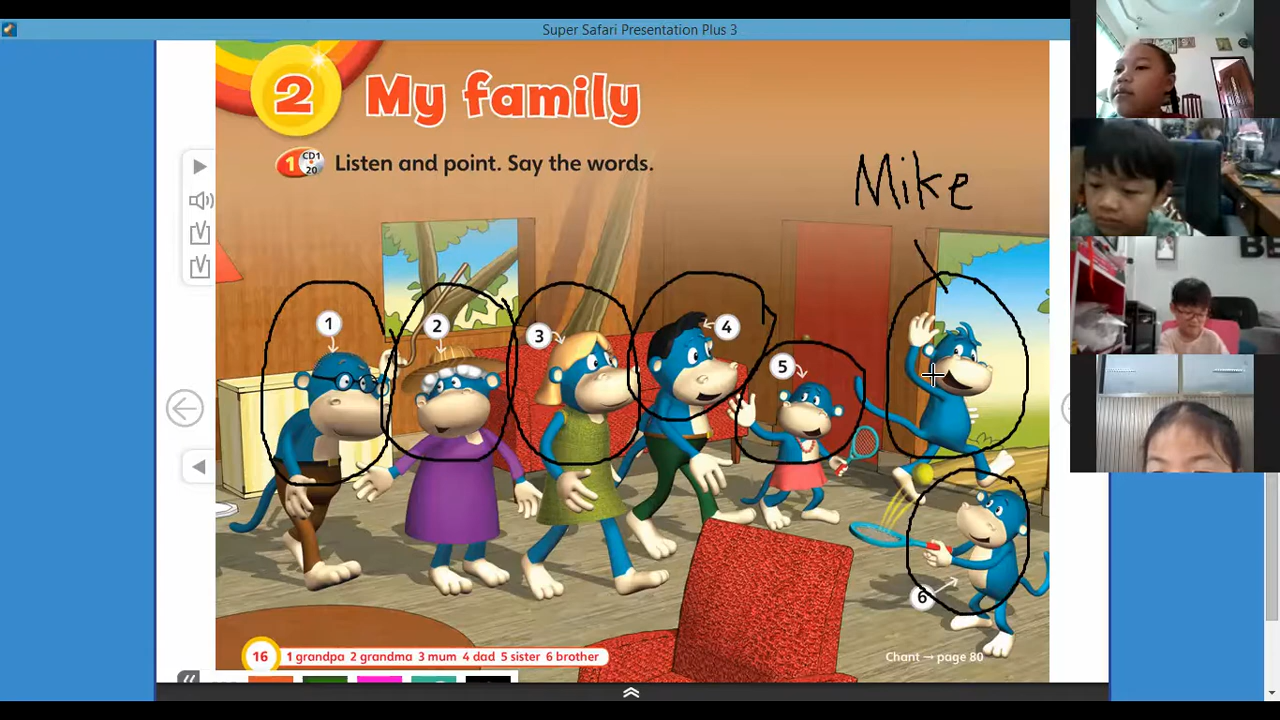 Super Safari Presentation Plus 3
2 My family
1 CD1 20 Listen and point. Say the words.
Mike
1
2
3
4
5
6
16 1 grandpa 2 grandma 3 mum 4 dad 5 sister 6 brother
Chant → page 80
BE